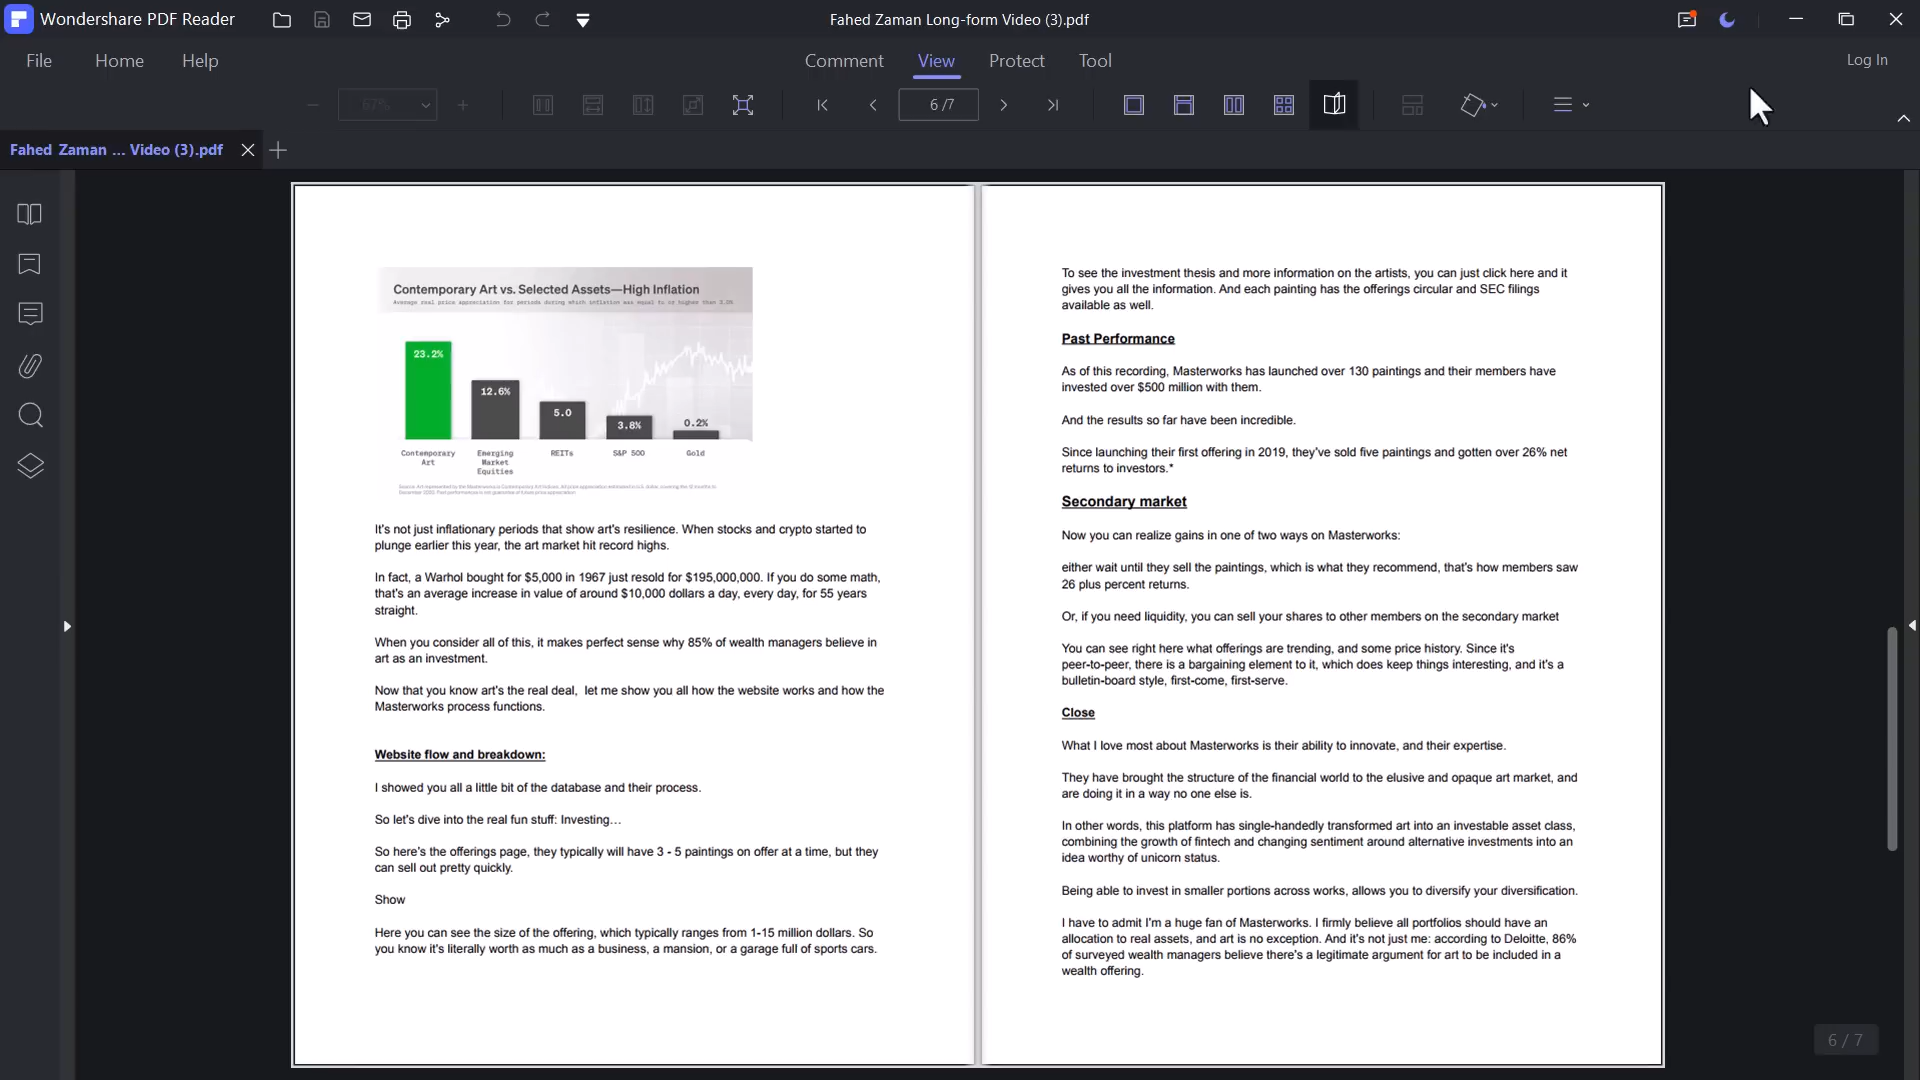 Wondershare PDF Reader
Fahed Zaman Long-form Video (3).pdf
File
Home
Help
Comment
View
Protect
Tool
Log In
67%
6 /7
Fahed Zaman ... Video (3).pdf
Contemporary Art vs. Selected Assets—High Inflation
Average real price appreciation for periods during which inflation was equal to or higher than 3.0%
23.2%
12.6%
5.0
3.8%
0.2%
Contemporary
Art
Emerging
Market
Equities
REITs
S&P 500
Gold
It's not just inflationary periods that show art's resilience. When stocks and crypto started to
plunge earlier this year, the art market hit record highs.
In fact, a Warhol bought for $5,000 in 1967 just resold for $195,000,000. If you do some math,
that's an average increase in value of around $10,000 dollars a day, every day, for 55 years
straight.
When you consider all of this, it makes perfect sense why 85% of wealth managers believe in
art as an investment.
Now that you know art's the real deal,  let me show you all how the website works and how the
Masterworks process functions.
Website flow and breakdown:
I showed you all a little bit of the database and their process.
So let's dive into the real fun stuff: Investing…
So here's the offerings page, they typically will have 3 - 5 paintings on offer at a time, but they
can sell out pretty quickly.
Show
Here you can see the size of the offering, which typically ranges from 1-15 million dollars. So
you know it's literally worth as much as a business, a mansion, or a garage full of sports cars.
To see the investment thesis and more information on the artists, you can just click here and it
gives you all the information. And each painting has the offerings circular and SEC filings
available as well.
Past Performance
As of this recording, Masterworks has launched over 130 paintings and their members have
invested over $500 million with them.
And the results so far have been incredible.
Since launching their first offering in 2019, they've sold five paintings and gotten over 26% net
returns to investors.*
Secondary market
Now you can realize gains in one of two ways on Masterworks:
either wait until they sell the paintings, which is what they recommend, that's how members saw
26 plus percent returns.
Or, if you need liquidity, you can sell your shares to other members on the secondary market
You can see right here what offerings are trending, and some price history. Since it's
peer-to-peer, there is a bargaining element to it, which does keep things interesting, and it's a
bulletin-board style, first-come, first-serve.
Close
What I love most about Masterworks is their ability to innovate, and their expertise.
They have brought the structure of the financial world to the elusive and opaque art market, and
are doing it in a way no one else is.
In other words, this platform has single-handedly transformed art into an investable asset class,
combining the growth of fintech and changing sentiment around alternative investments into an
idea worthy of unicorn status.
Being able to invest in smaller portions across works, allows you to diversify your diversification.
I have to admit I'm a huge fan of Masterworks. I firmly believe all portfolios should have an
allocation to real assets, and art is no exception. And it's not just me: according to Deloitte, 86%
of surveyed wealth managers believe there's a legitimate argument for art to be included in a
wealth offering.
6 / 7